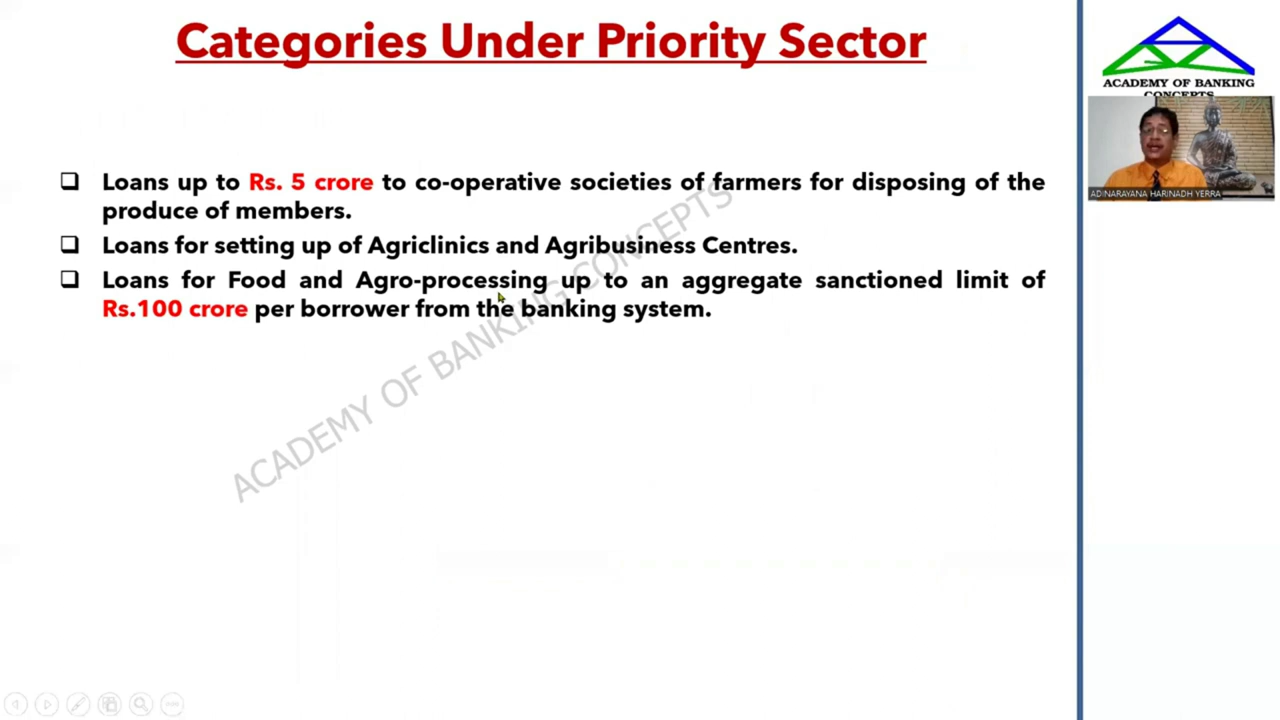 Categories Under Priority Sector
ACADEMY OF BANKING
CONCEPTS
ADINARAYANA HARINADH YERRA
❑ Loans up to Rs. 5 crore to co-operative societies of farmers for disposing of the
produce of members.
❑ Loans for setting up of Agriclinics and Agribusiness Centres.
❑ Loans for Food and Agro-processing up to an aggregate sanctioned limit of
Rs.100 crore per borrower from the banking system.
ACADEMY OF BANKING CONCEPTS